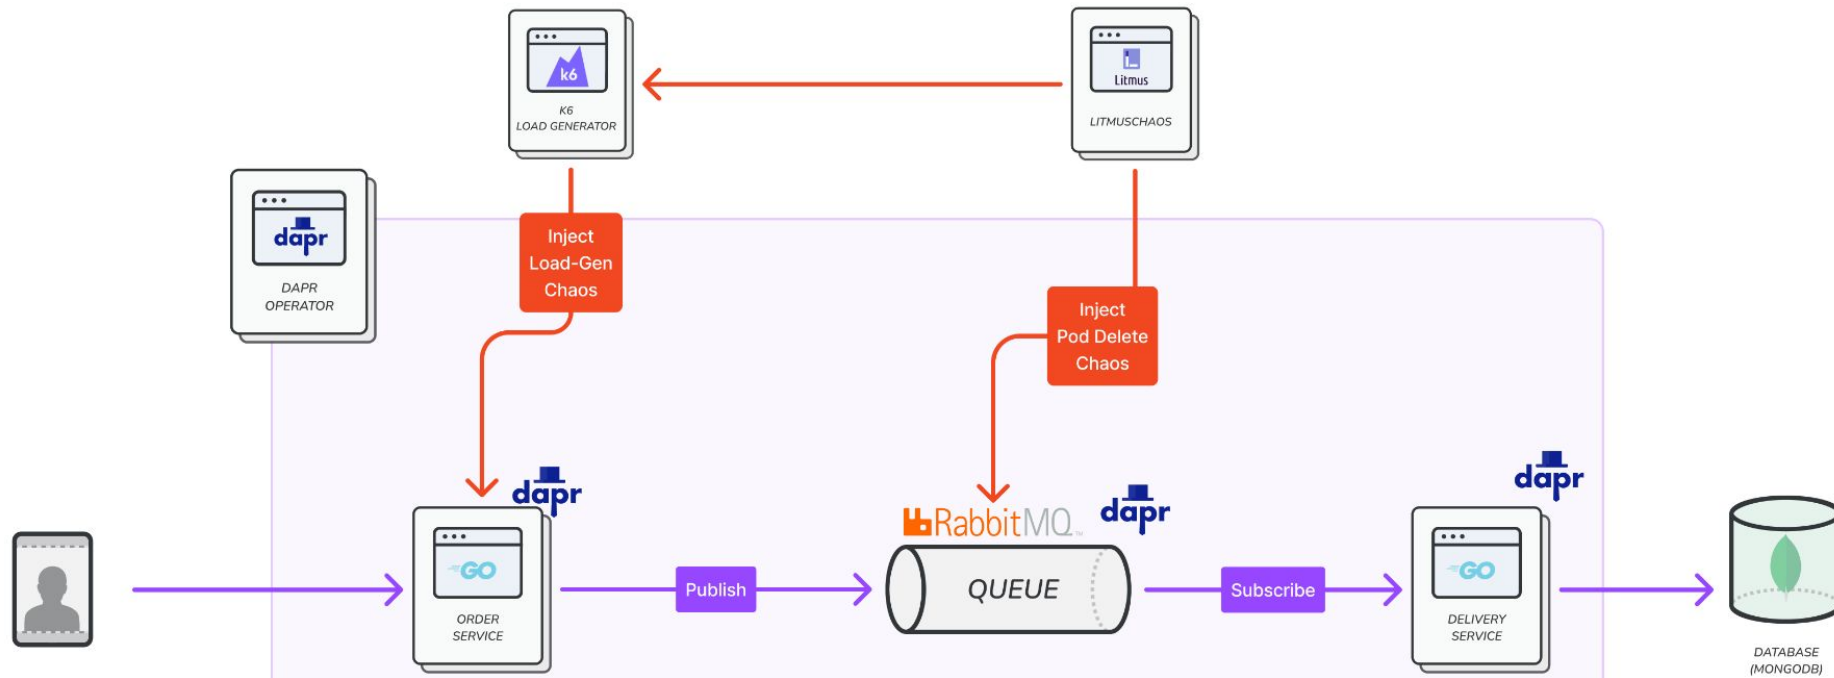 k6
K6
LOAD GENERATOR
Litmus
LITMUSCHAOS
dapr
DAPR
OPERATOR
Inject
Load-Gen
Chaos
Inject
Pod Delete
Chaos
dapr
GO
ORDER
SERVICE
Publish
RabbitMQ
dapr
QUEUE
Subscribe
dapr
GO
DELIVERY
SERVICE
DATABASE
(MONGODB)